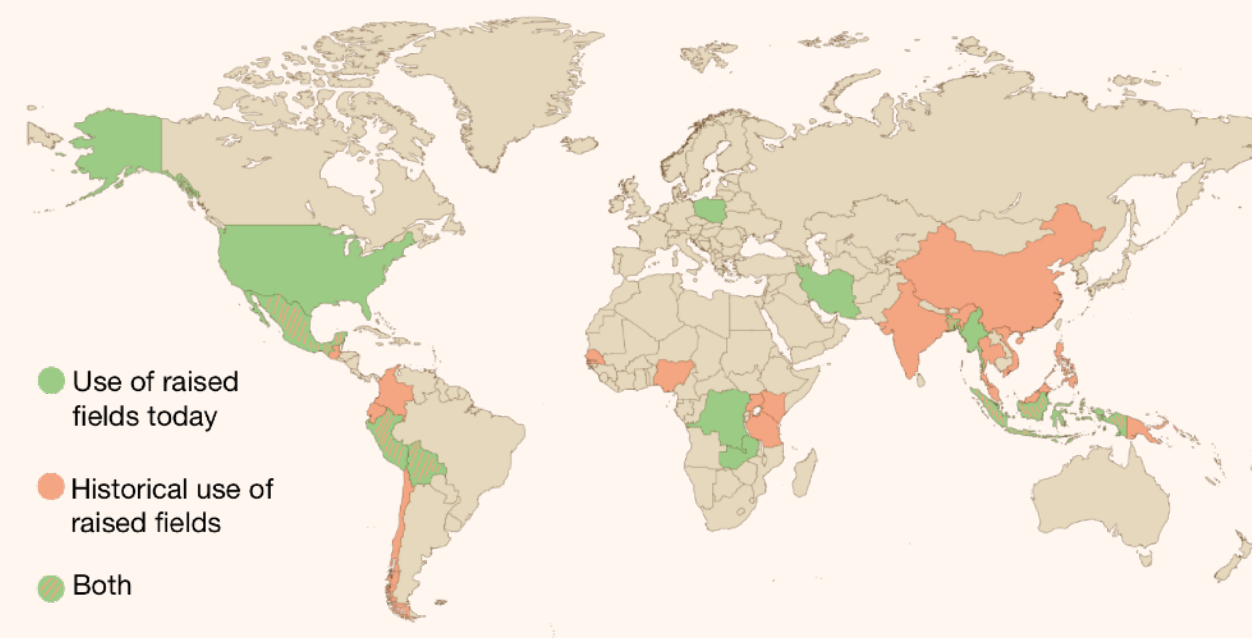 Use of raised
fields today
Historical use of
raised fields
Both